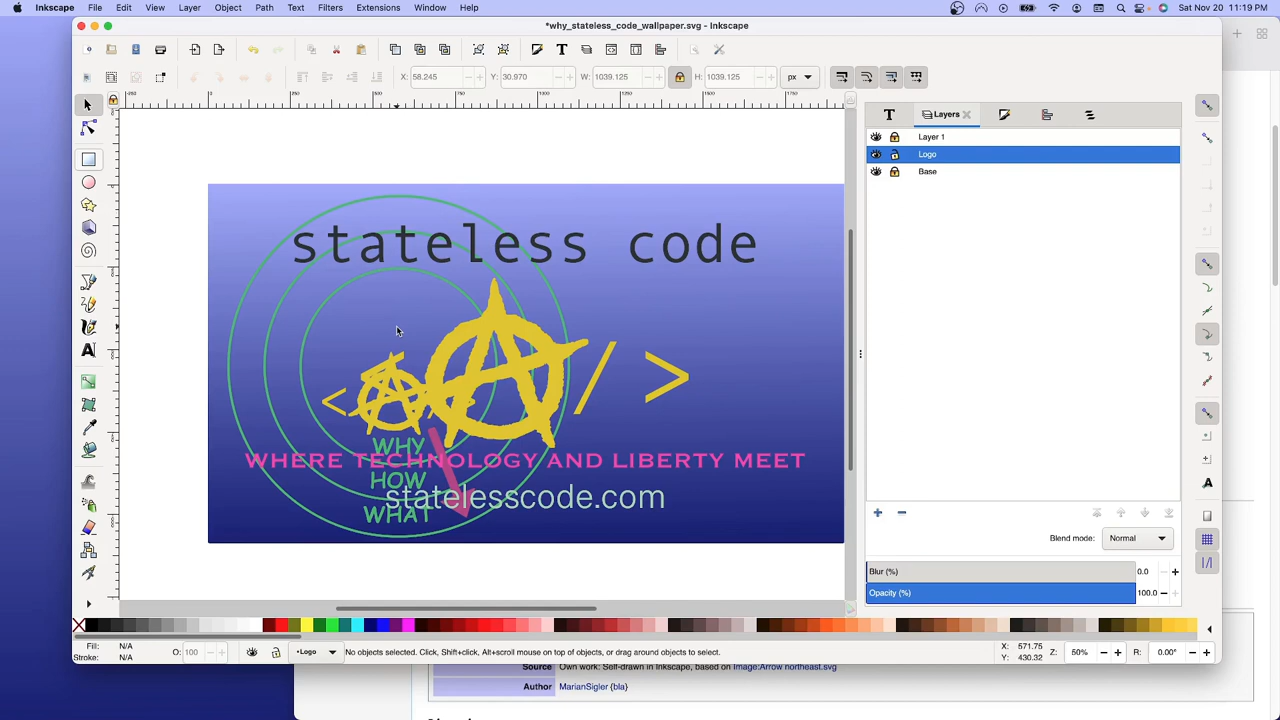 Inkscape File Edit View Layer Object Path Text Filters Extensions Window Help Sat Nov 20 11:19 PM
*why_stateless_code_wallpaper.svg - Inkscape
X: 58.245 Y: 30.970 W: 1039.125 H: 1039.125 px
Layers
Layer 1
Logo
Base
stateless code
< A / >
WHY
WHERE TECHNOLOGY AND LIBERTY MEET
HOW
statelesscode.com
WHAT
Blend mode: Normal
Blur (%) 0.0
Opacity (%) 100.0
Fill: N/A
Stroke: N/A
O: 100
•Logo
No objects selected. Click, Shift+click, Alt+scroll mouse on top of objects, or drag around objects to select.
X: 571.75
Y: 430.32
Z: 50%
R: 0.00°
Source Own work: Self-drawn in Inkscape, based on Image:Arrow northeast.svg
Author MarianSigler {bla}